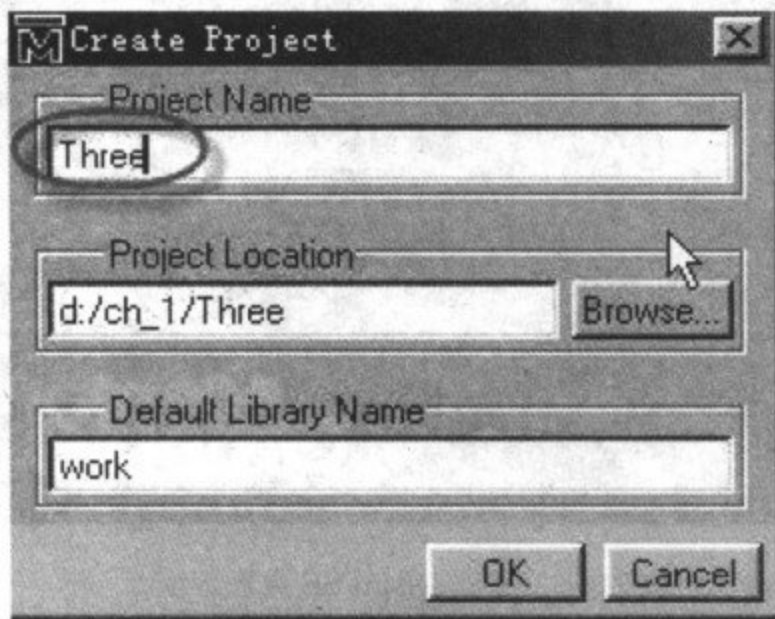 Create Project
Project Name
Three
Project Location
d:/ch_1/Three
Browse...
Default Library Name
work
OK
Cancel